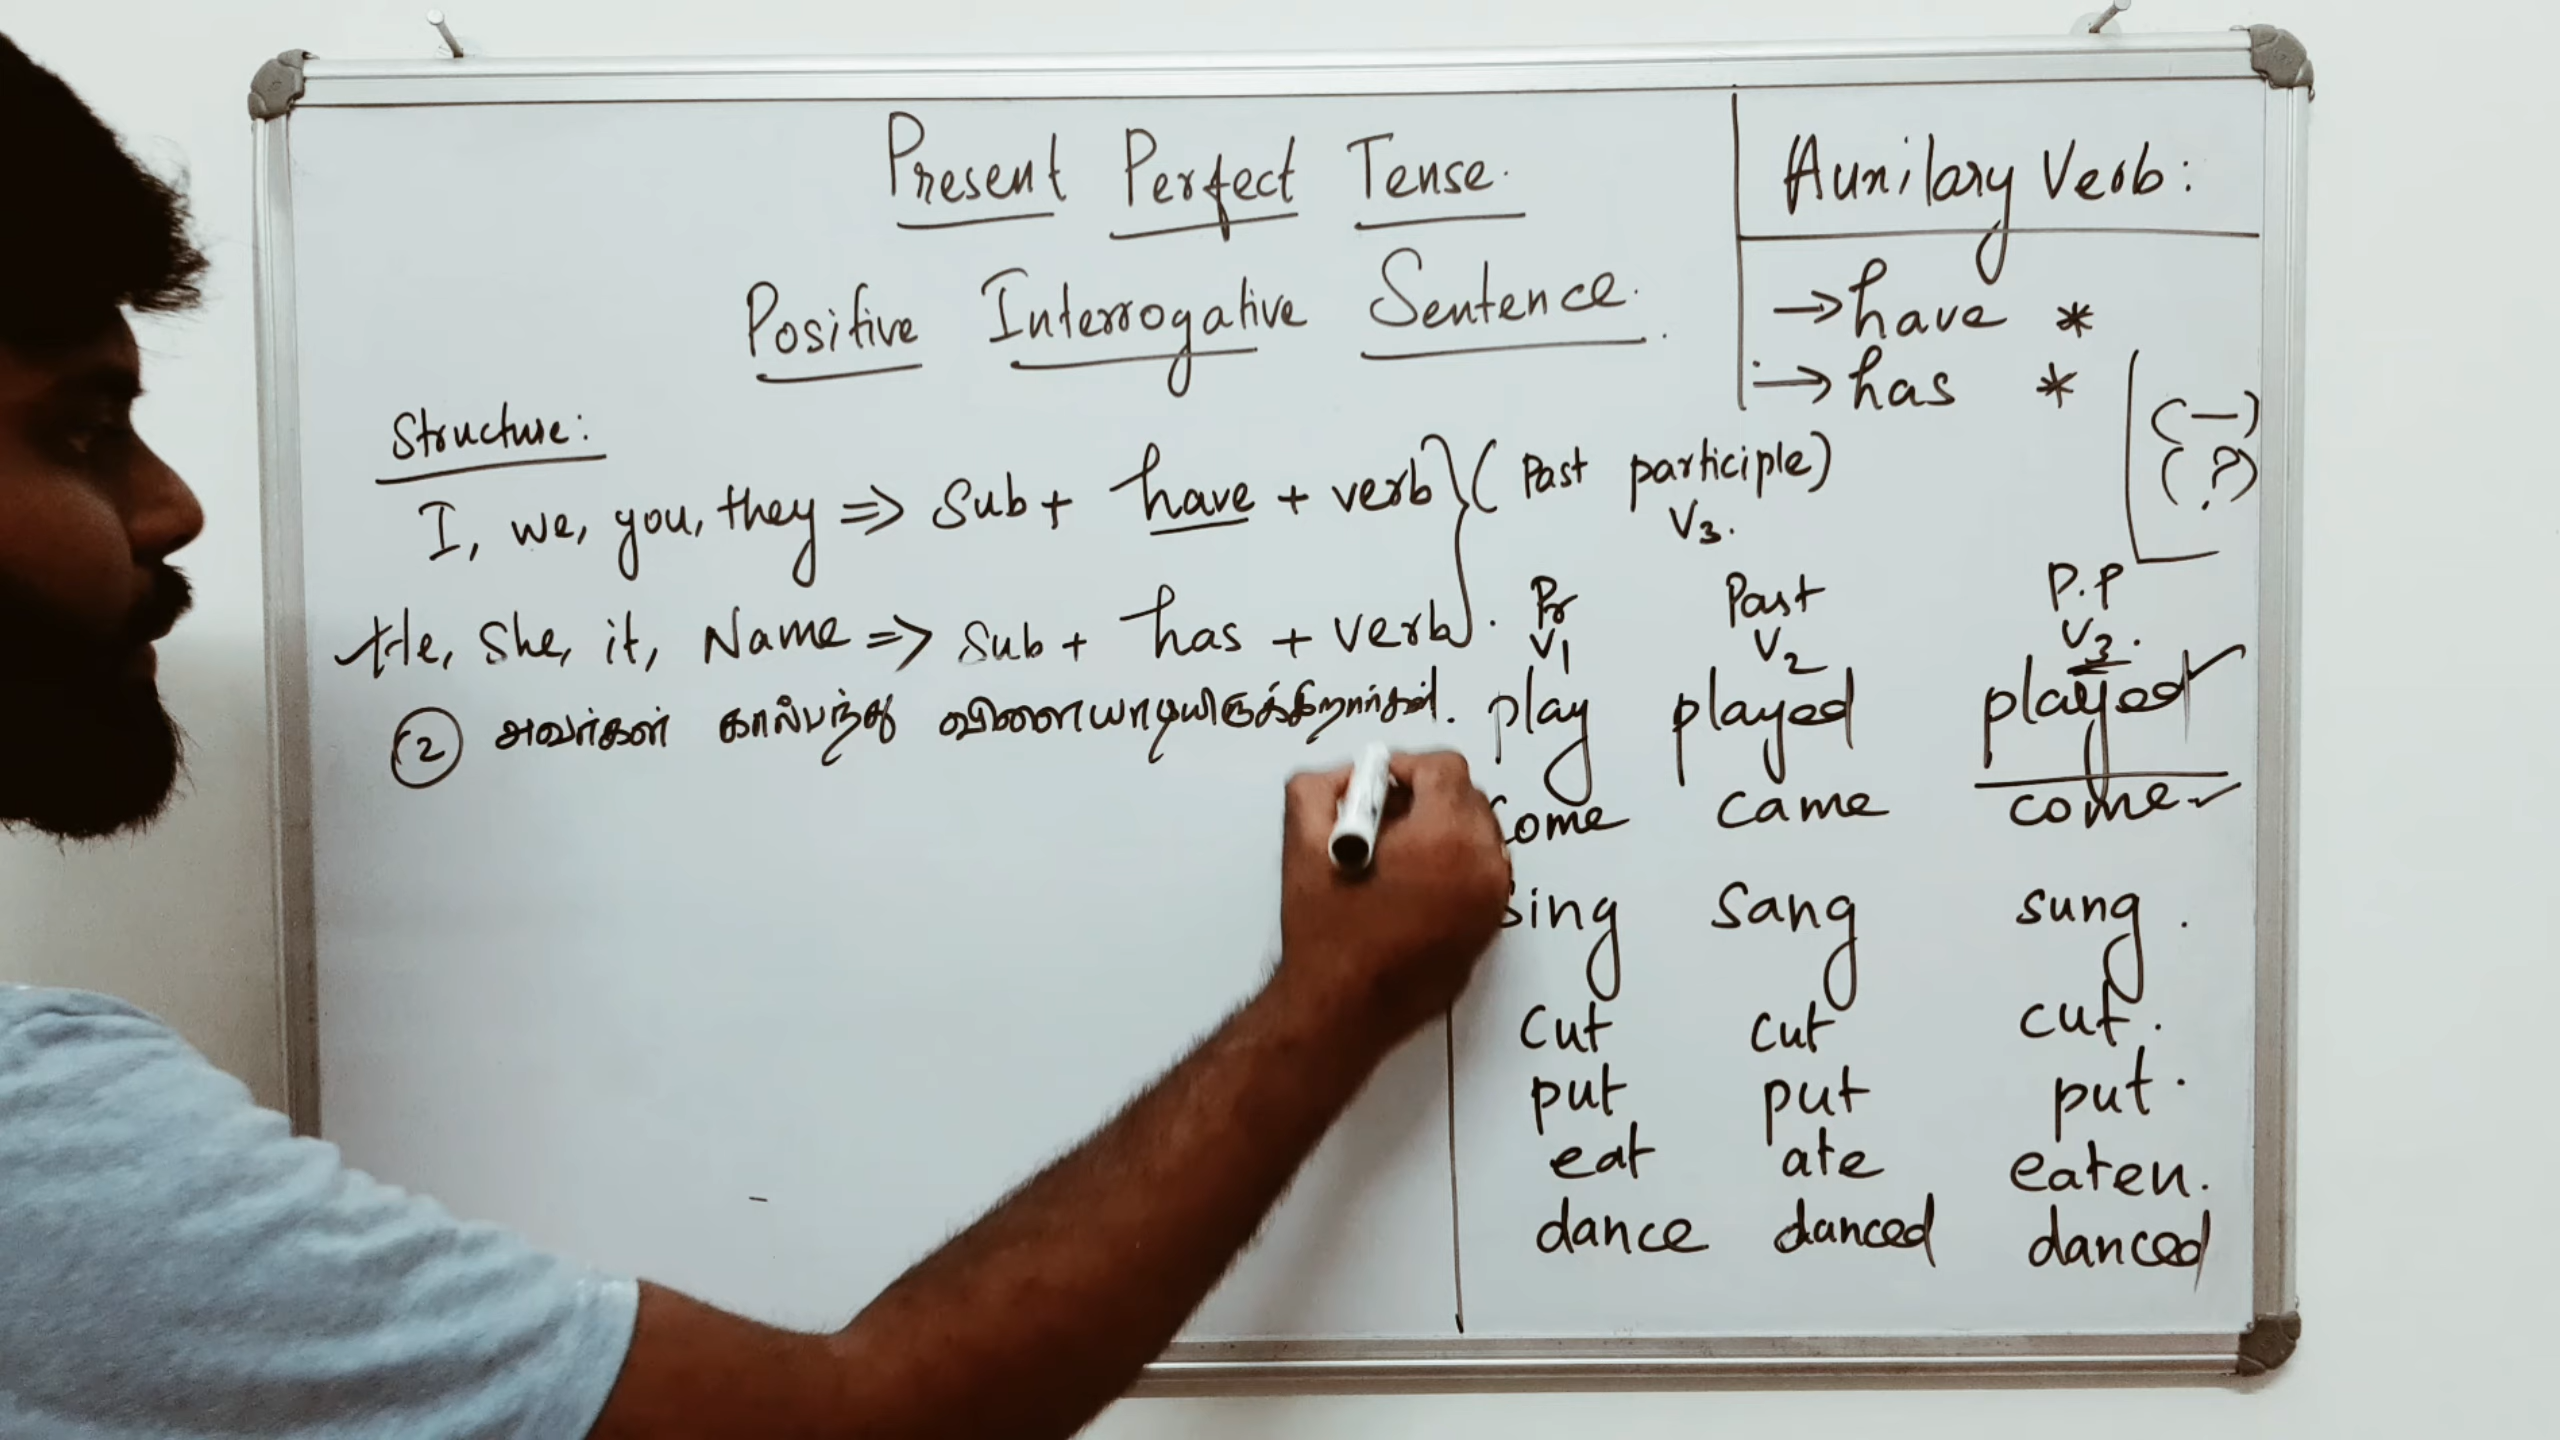 Present Perfect Tense.
Positive Interrogative Sentence.
Auxilary Verb:
→ have *
→ has *
(—)
(?)
Structure:
I, we, you, they => Sub + have + verb } (Past participle)
V3.
He, She, it, Name => Sub + has + verb.
② அவர்கள் கால்பந்து விளையாடியிருக்கிறார்கள்.
Pr Past P.P
V1 V2 V3.
play played played
come came come
sing sang sung.
cut cut cut.
put put put.
eat ate eaten.
dance danced danced